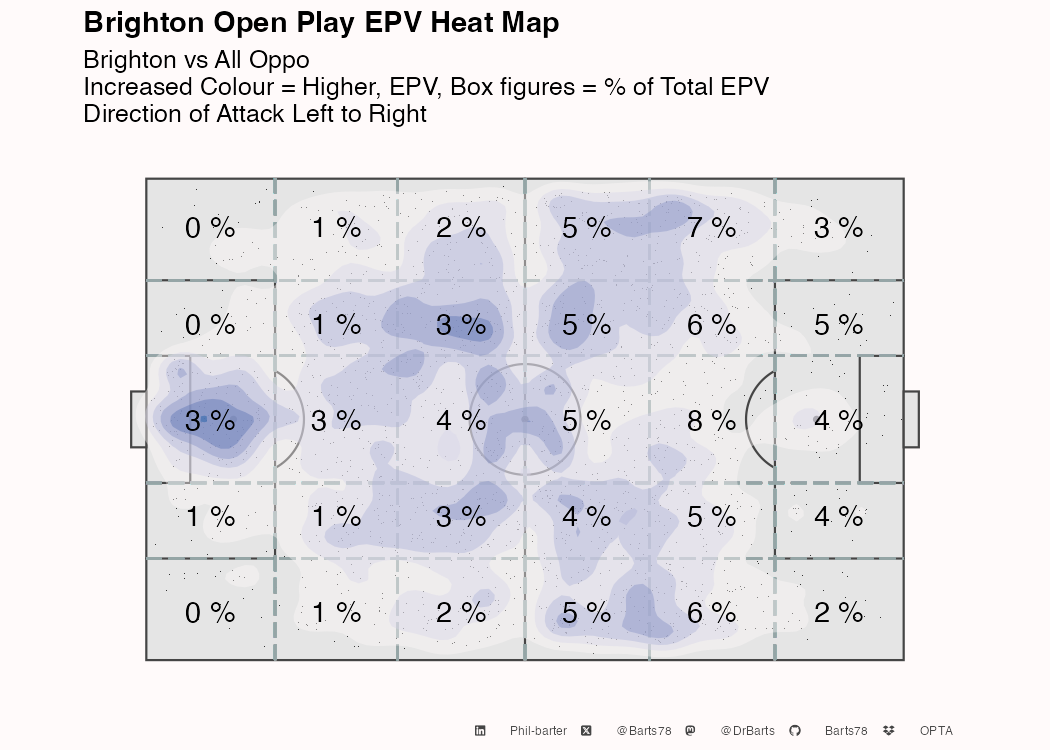 Brighton Open Play EPV Heat Map
Brighton vs All Oppo
Increased Colour = Higher, EPV, Box figures = % of Total EPV
Direction of Attack Left to Right
0 % 1 % 2 % 5 % 7 % 3 %
0 % 1 % 3 % 5 % 6 % 5 %
3 % 3 % 4 % 5 % 8 % 4 %
1 % 1 % 3 % 4 % 5 % 4 %
0 % 1 % 2 % 5 % 6 % 2 %
Phil-barter @Barts78 @DrBarts Barts78 OPTA